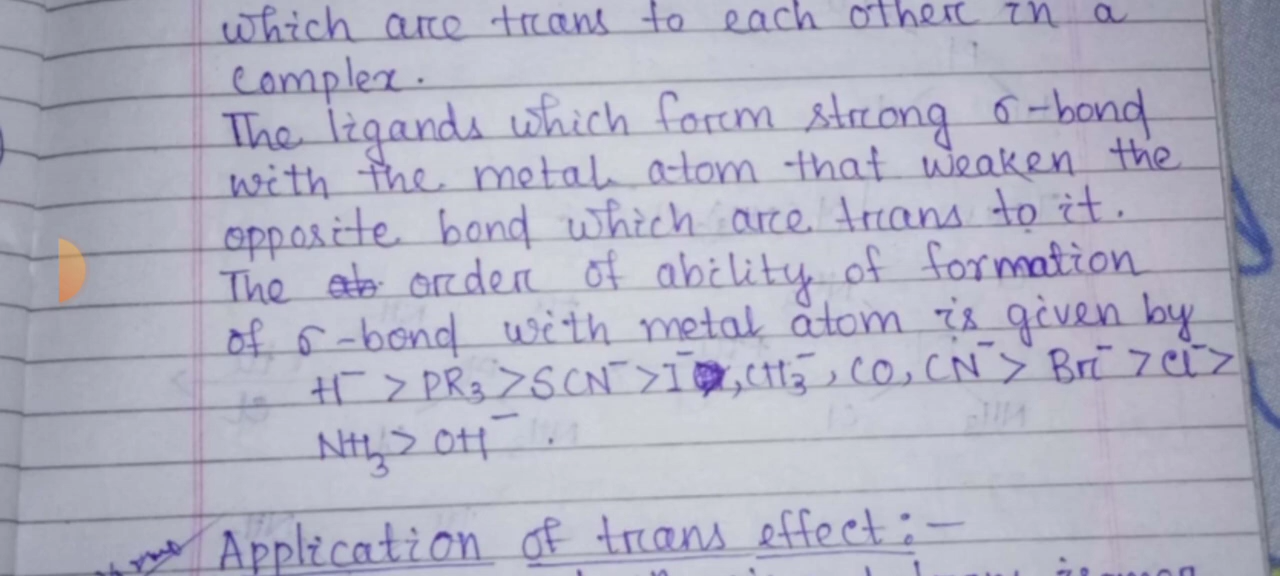 which are trans to each other in a
complex.
The ligands which form strong σ-bond
with the metal atom that weaken the
opposite bond which are trans to it.
The order of ability of formation
of σ-bond with metal atom is given by
H⁻ > PR₃ > SCN⁻ > I⁻, CH₃⁻, CO, CN⁻ > Br⁻ > Cl⁻ >
NH₃ > OH⁻.
Application of trans effect:-